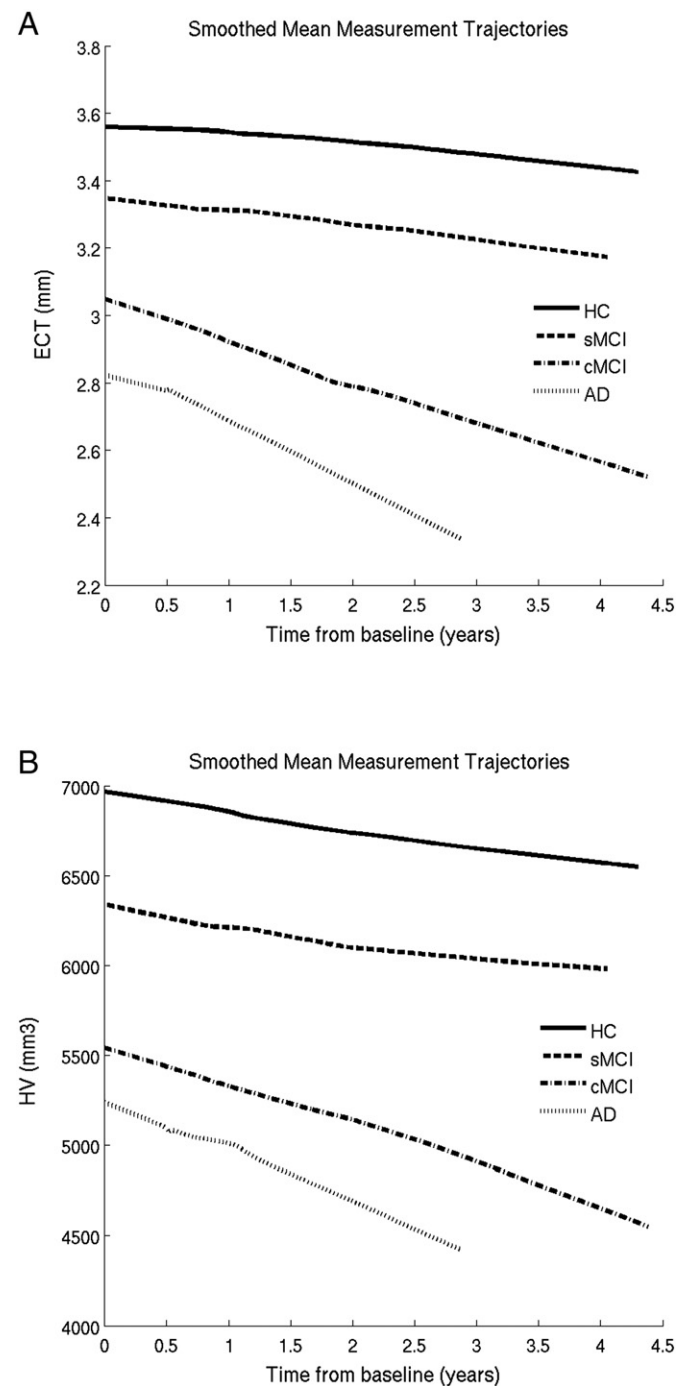 A
Smoothed Mean Measurement Trajectories
3.8
3.6
3.4
3.2
3
2.8
2.6
2.4
2.2
ECT (mm)
HC
sMCI
cMCI
AD
0 0.5 1 1.5 2 2.5 3 3.5 4 4.5
Time from baseline (years)
B
Smoothed Mean Measurement Trajectories
7000
6500
6000
5500
5000
4500
4000
HV (mm3)
HC
sMCI
cMCI
AD
0 0.5 1 1.5 2 2.5 3 3.5 4 4.5
Time from baseline (years)